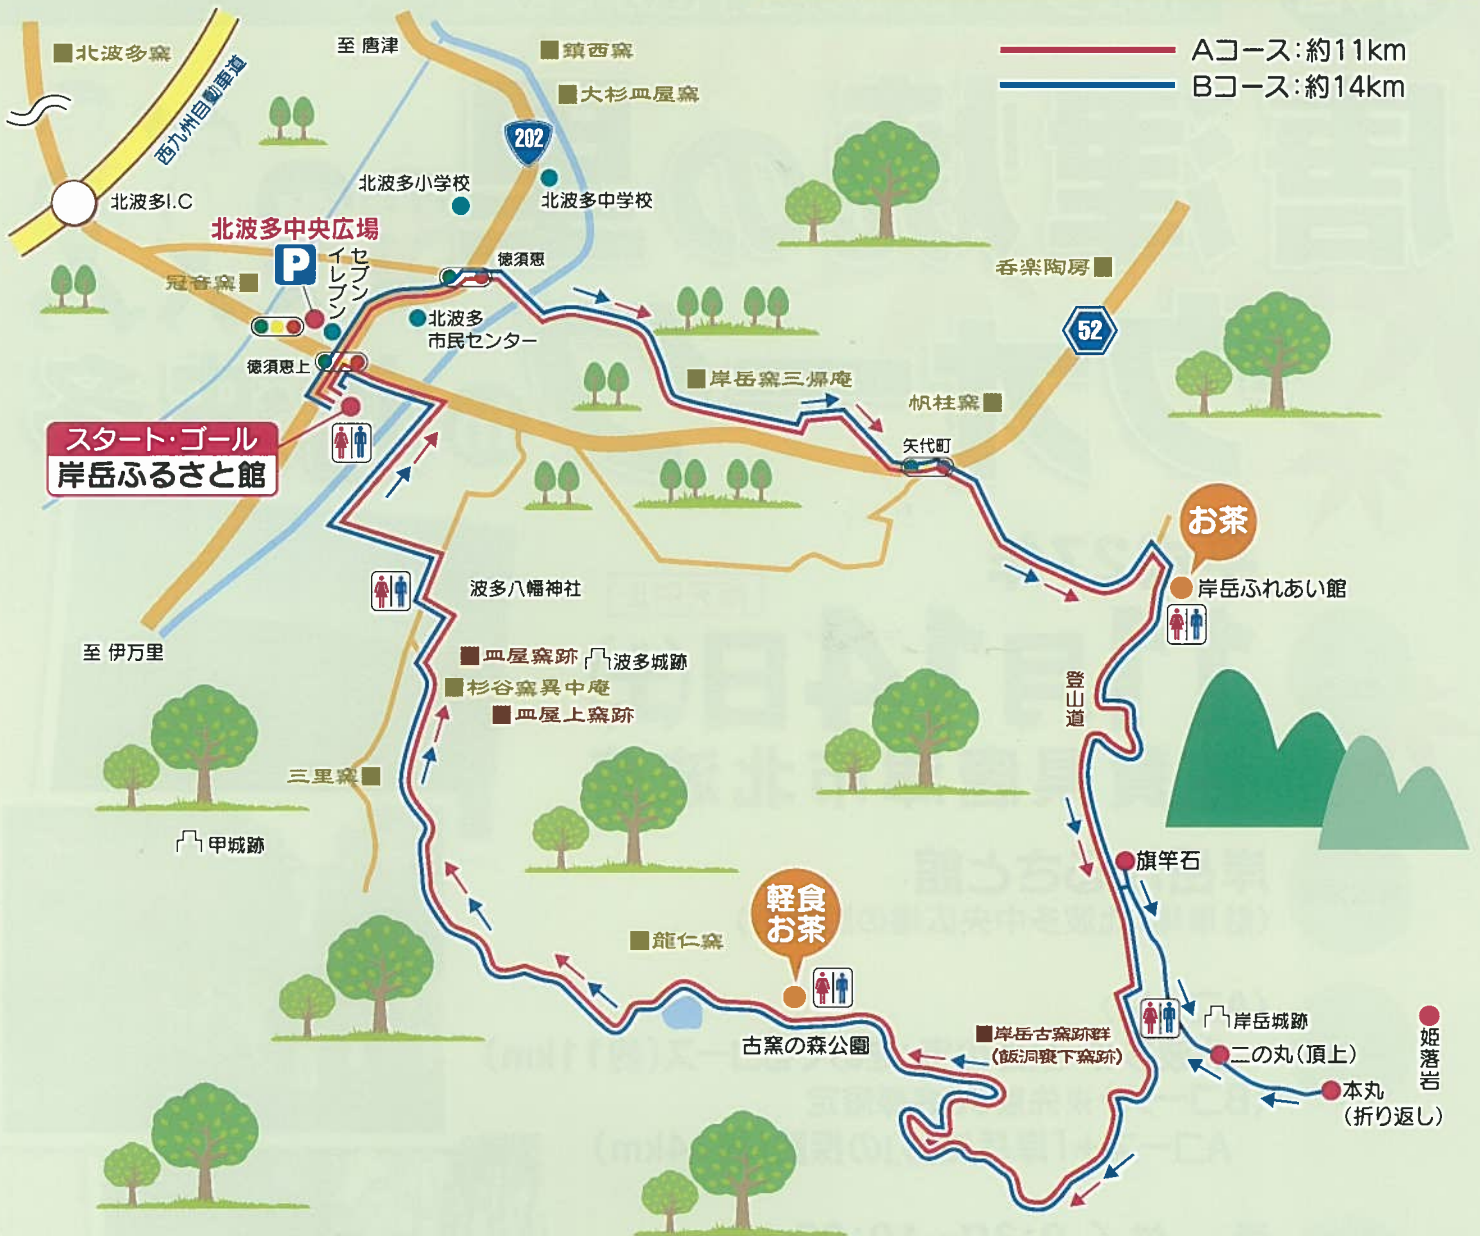 Aコース:約11km
Bコース:約14km
北波多窯
至 唐津
鎮西窯
大杉皿屋窯
西九州自動車道
202
北波多I.C
北波多小学校
北波多中学校
北波多中央広場
P
セブン
イレブン
徳須恵
冠音窯
呑楽陶房
北波多
市民センター
52
徳須恵上
岸岳窯三帰庵
帆柱窯
スタート・ゴール
岸岳ふるさと館
矢代町
お茶
岸岳ふれあい館
波多八幡神社
至 伊万里
皿屋窯跡
波多城跡
杉谷窯異中庵
皿屋上窯跡
登山道
三里窯
甲城跡
旗竿石
軽食
お茶
龍仁窯
古窯の森公園
岸岳古窯跡群
(飯洞甕下窯跡)
岸岳城跡
二の丸(頂上)
姫落岩
本丸
(折り返し)